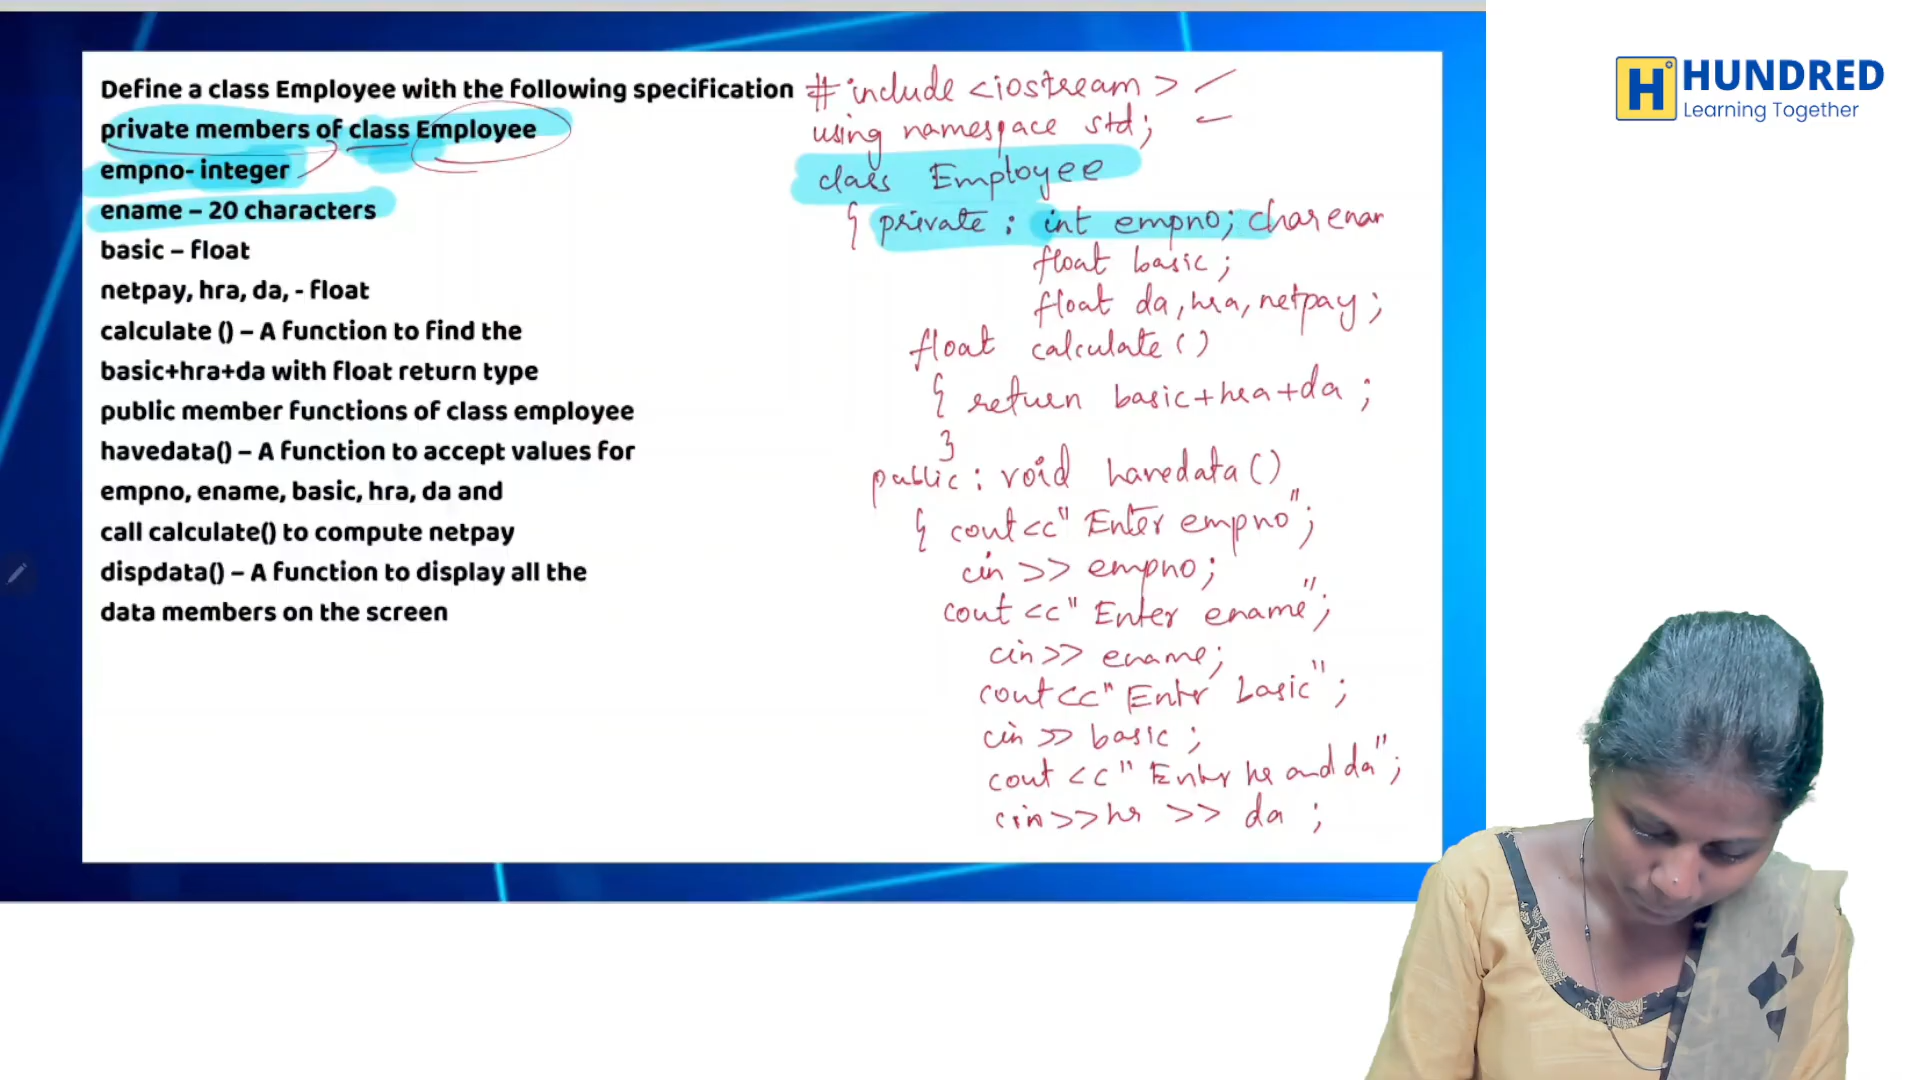 Define a class Employee with the following specification
private members of class Employee
empno- integer
ename – 20 characters
basic – float
netpay, hra, da, - float
calculate () – A function to find the
basic+hra+da with float return type
public member functions of class employee
havedata() – A function to accept values for
empno, ename, basic, hra, da and
call calculate() to compute netpay
dispdata() – A function to display all the
data members on the screen
#include <iostream>
using namespace std;
class Employee
{ private : int empno; char enam
float basic ;
float da, hra, netpay ;
float calculate ( )
{ return basic+hra+da ;
}
public : void havedata ( )
{ cout << " Enter empno";
cin >> empno ;
cout << " Enter ename";
cin >> ename;
cout << " Enter basic" ;
cin >> basic ;
cout << " Enter hr and da" ;
cin >> hr >> da ;
H HUNDRED
Learning Together